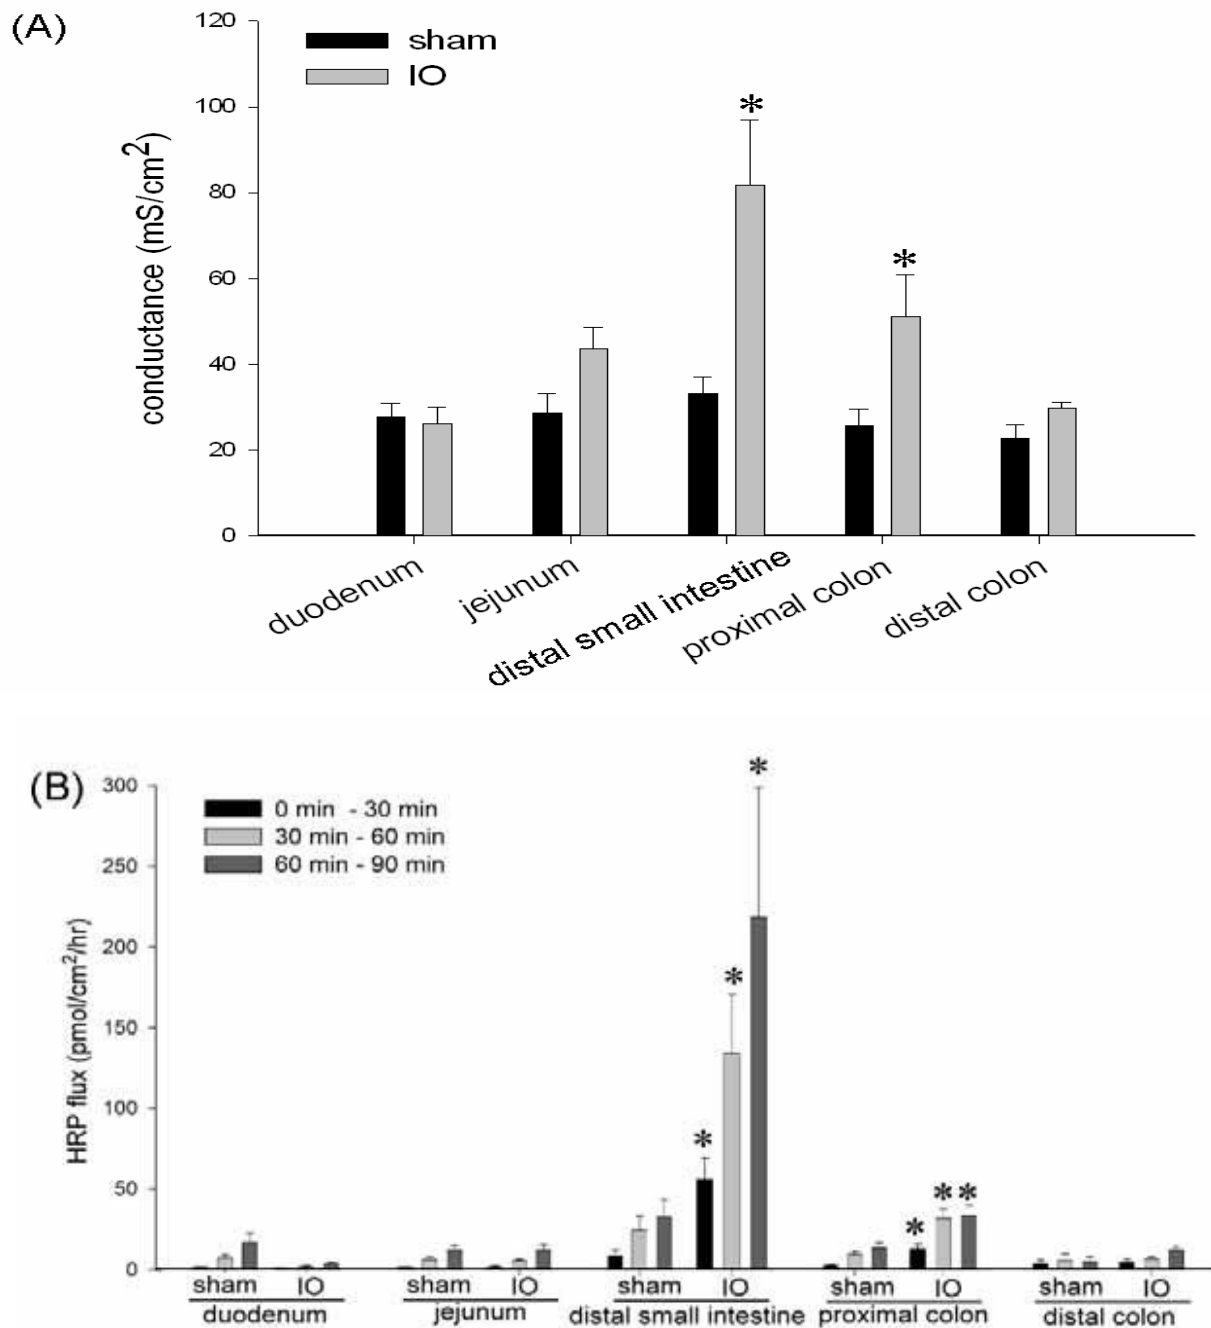 (A)
120
sham
IO
*
100
80
*
60
40
20
0
conductance (mS/cm²)
duodenum
jejunum
distal small intestine
proximal colon
distal colon
(B)
300
*
0 min - 30 min
30 min - 60 min
60 min - 90 min
250
200
*
150
100
*
50
* * *
0
HRP flux (pmol/cm²/hr)
sham IO sham IO sham IO sham IO sham IO
duodenum jejunum distal small intestine proximal colon distal colon